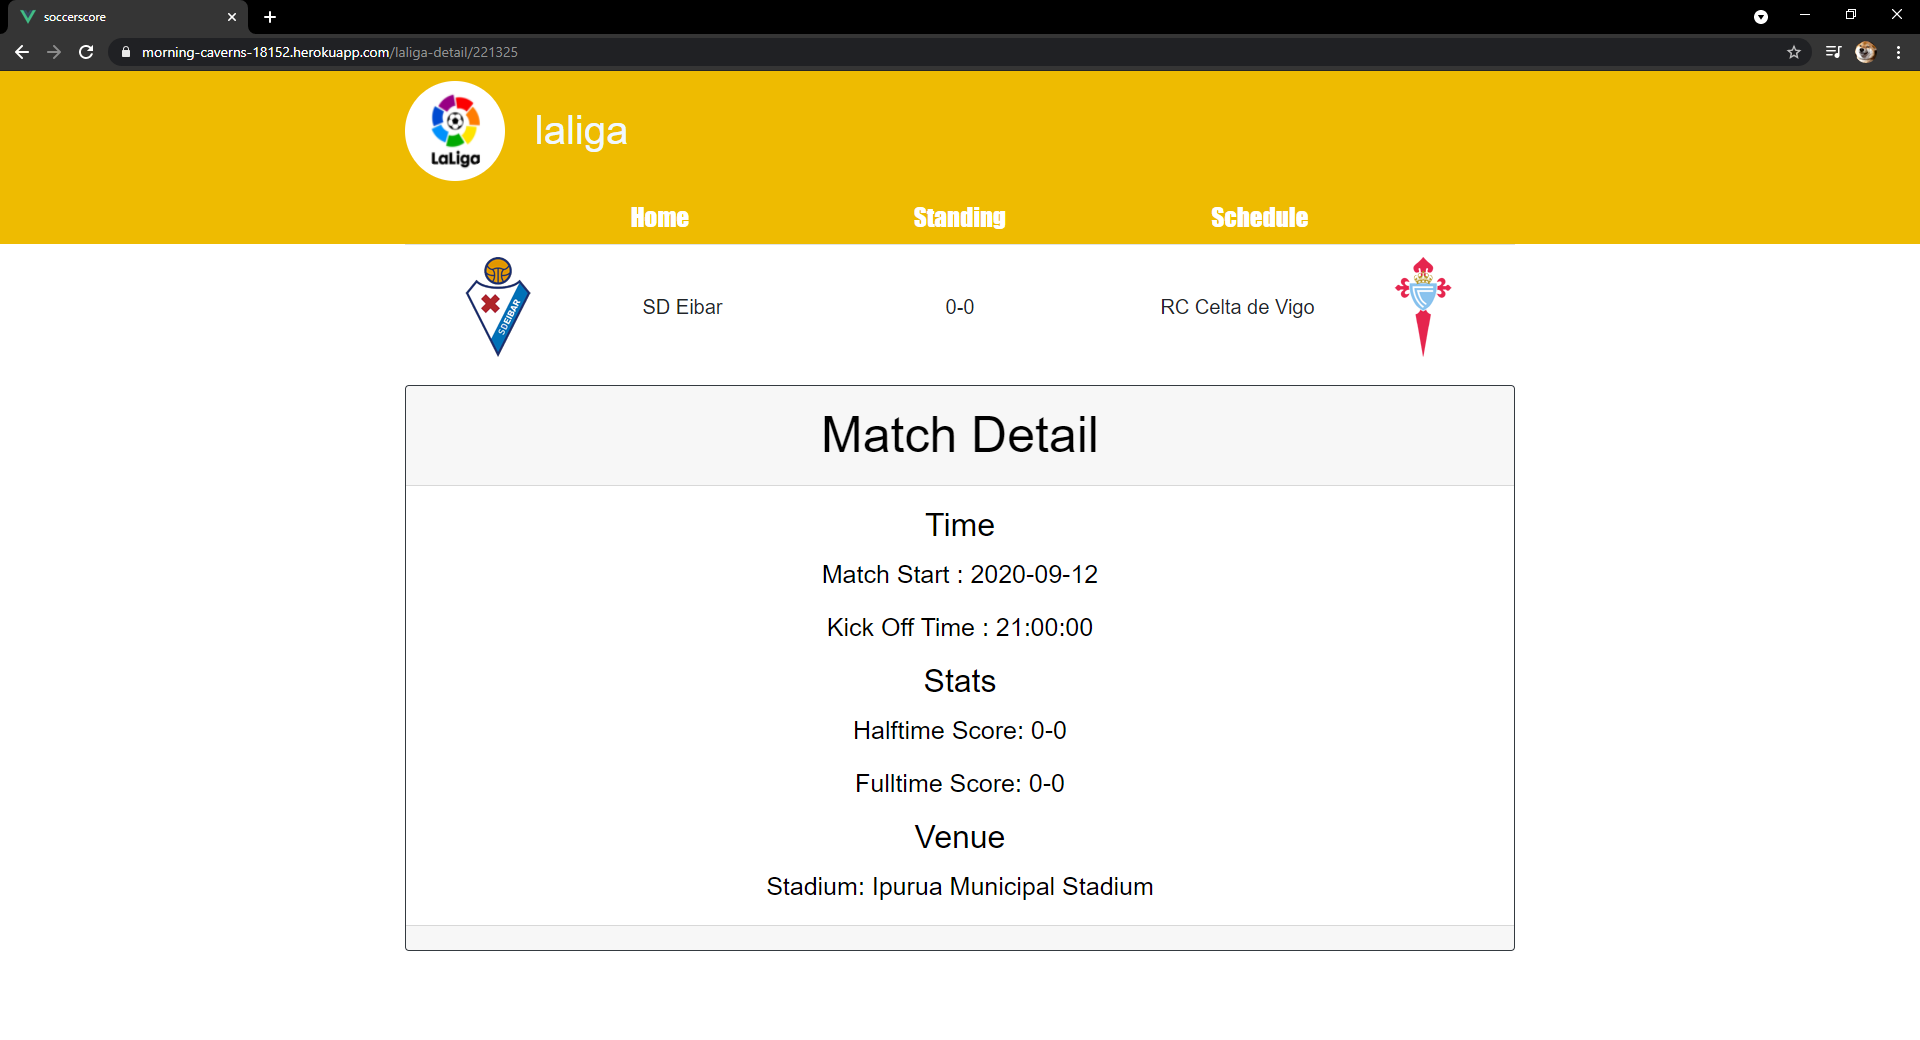 soccerscore
morning-caverns-18152.herokuapp.com/laliga-detail/221325
LaLiga
laliga
Home
Standing
Schedule
SD EIBAR
SD Eibar
0-0
RC Celta de Vigo
Match Detail
Time
Match Start : 2020-09-12
Kick Off Time : 21:00:00
Stats
Halftime Score: 0-0
Fulltime Score: 0-0
Venue
Stadium: Ipurua Municipal Stadium